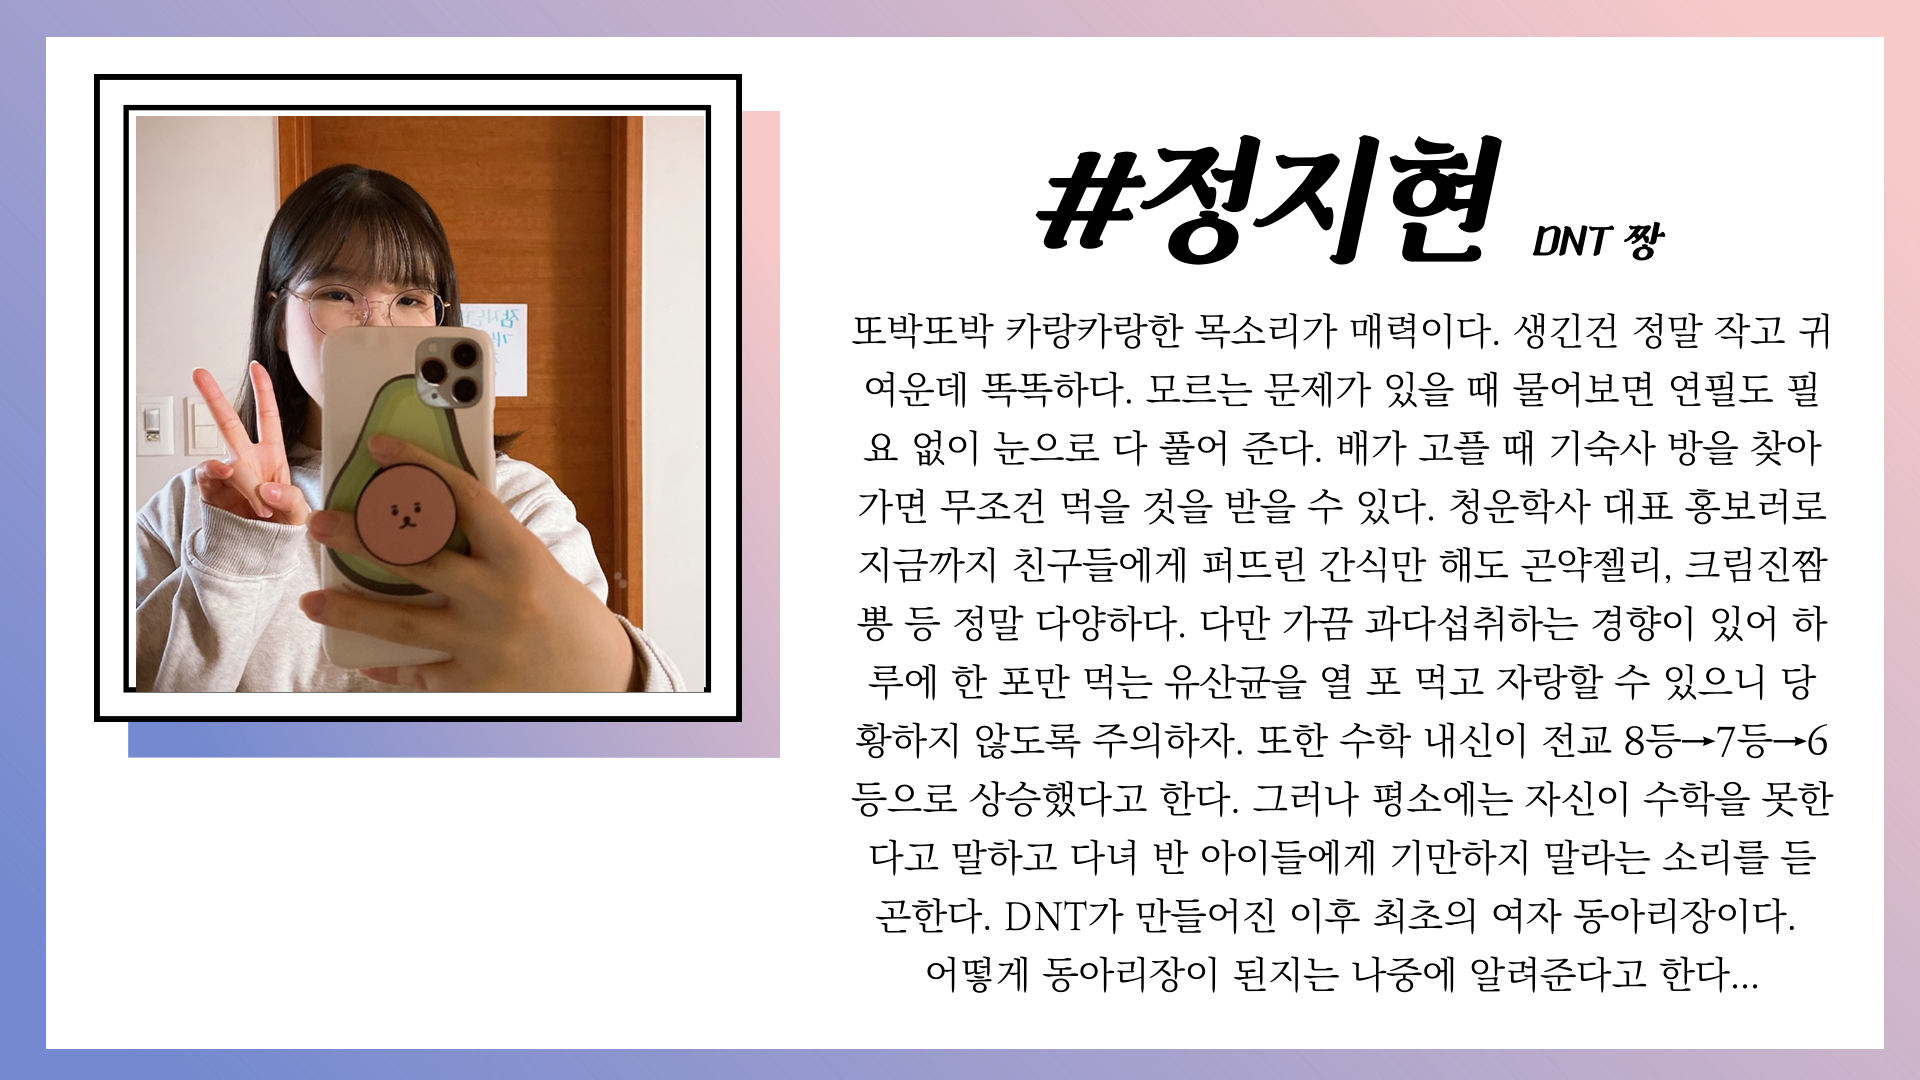 #정지현 DNT 짱
또박또박 카랑카랑한 목소리가 매력이다. 생긴건 정말 작고 귀
여운데 똑똑하다. 모르는 문제가 있을 때 물어보면 연필도 필
요 없이 눈으로 다 풀어 준다. 배가 고플 때 기숙사 방을 찾아
가면 무조건 먹을 것을 받을 수 있다. 청운학사 대표 홍보러로
지금까지 친구들에게 퍼뜨린 간식만 해도 곤약젤리, 크림진짬
뽕 등 정말 다양하다. 다만 가끔 과다섭취하는 경향이 있어 하
루에 한 포만 먹는 유산균을 열 포 먹고 자랑할 수 있으니 당
황하지 않도록 주의하자. 또한 수학 내신이 전교 8등→7등→6
등으로 상승했다고 한다. 그러나 평소에는 자신이 수학을 못한
다고 말하고 다녀 반 아이들에게 기만하지 말라는 소리를 듣
곤한다. DNT가 만들어진 이후 최초의 여자 동아리장이다.
어떻게 동아리장이 된지는 나중에 알려준다고 한다...